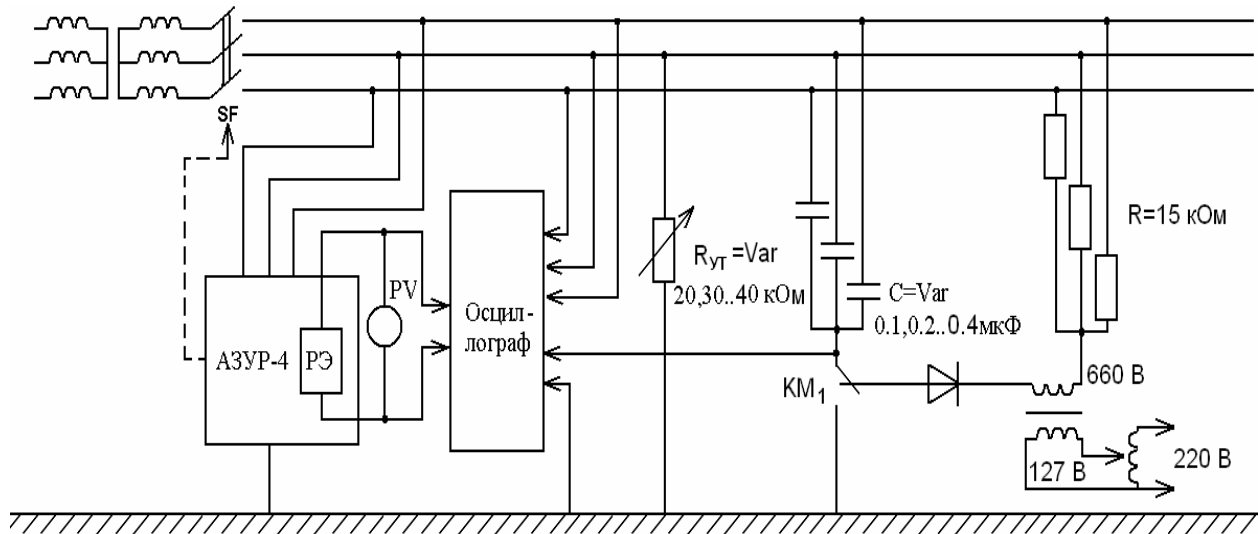 SF
АЗУР-4
РЭ
PV
Осцил-
лограф
RУТ =Var
20,30..40 кОм
C=Var
0.1,0.2..0.4мкФ
KM1
R=15 кОм
660 В
127 В
220 В